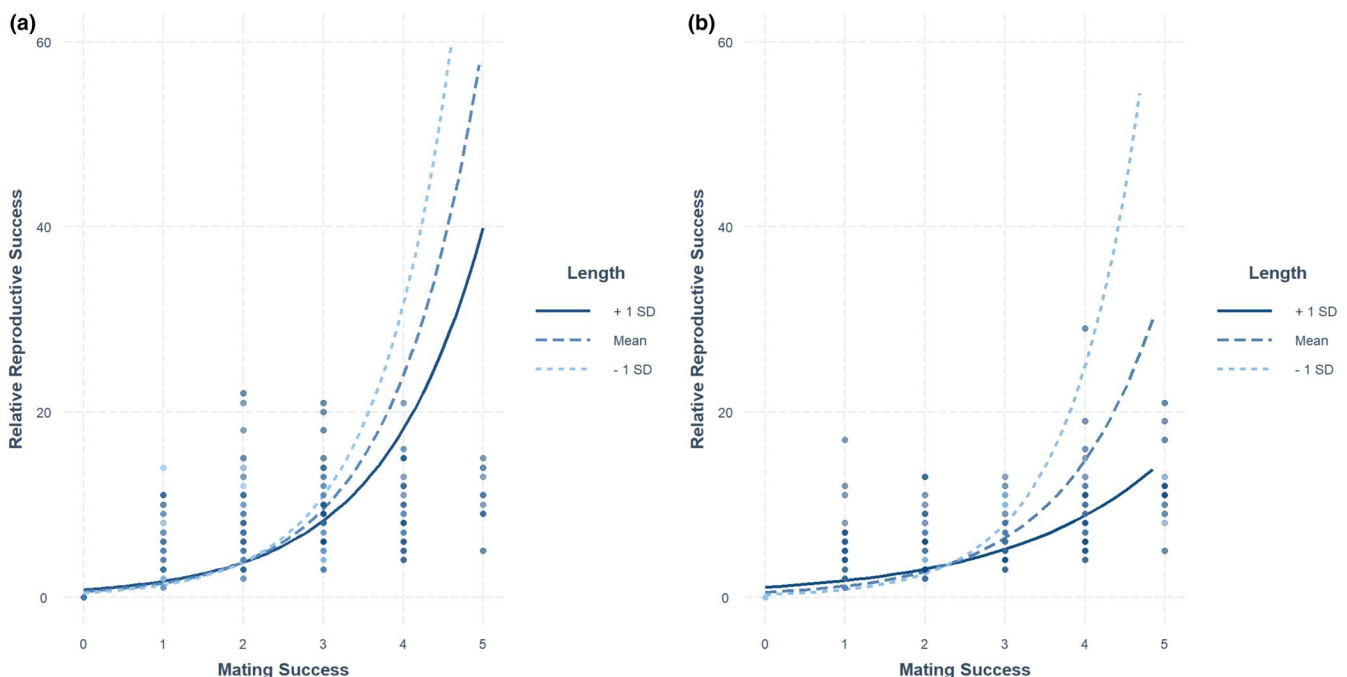 (a)
60
40
20
0
Relative Reproductive Success
0 1 2 3 4 5
Mating Success
Length
+ 1 SD
Mean
- 1 SD
(b)
60
40
20
0
Relative Reproductive Success
0 1 2 3 4 5
Mating Success
Length
+ 1 SD
Mean
- 1 SD